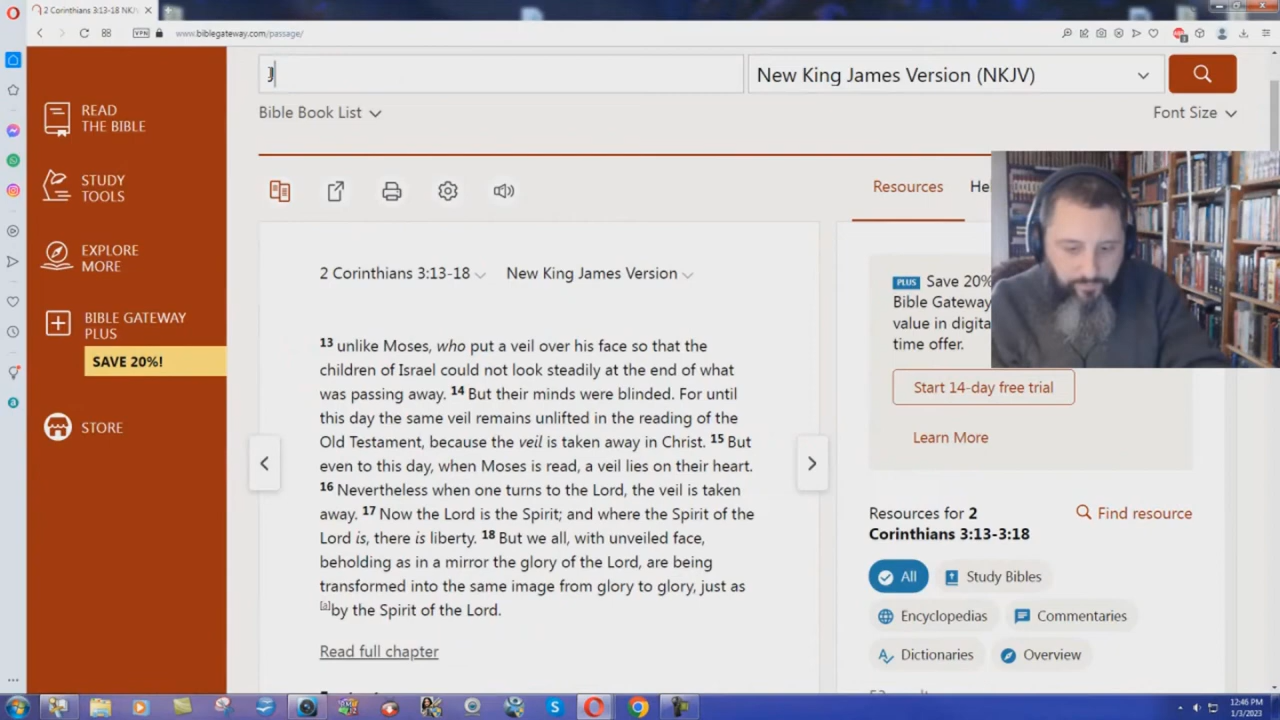 2 Corinthians 3:13-18 NKJV
VPN
www.biblegateway.com/passage/
J
New King James Version (NKJV)
Bible Book List
Font Size
READ
THE BIBLE
STUDY
TOOLS
EXPLORE
MORE
BIBLE GATEWAY
PLUS
SAVE 20%!
STORE
2 Corinthians 3:13-18
New King James Version
13 unlike Moses, who put a veil over his face so that the
children of Israel could not look steadily at the end of what
was passing away. 14 But their minds were blinded. For until
this day the same veil remains unlifted in the reading of the
Old Testament, because the veil is taken away in Christ. 15 But
even to this day, when Moses is read, a veil lies on their heart.
16 Nevertheless when one turns to the Lord, the veil is taken
away. 17 Now the Lord is the Spirit; and where the Spirit of the
Lord is, there is liberty. 18 But we all, with unveiled face,
beholding as in a mirror the glory of the Lord, are being
transformed into the same image from glory to glory, just as
[a]by the Spirit of the Lord.
Read full chapter
Resources
He
PLUS Save 20%
Bible Gateway
value in digita
time offer.
Start 14-day free trial
Learn More
Resources for 2
Corinthians 3:13-3:18
Find resource
All
Study Bibles
Encyclopedias
Commentaries
Dictionaries
Overview
12:46 PM
1/3/2023